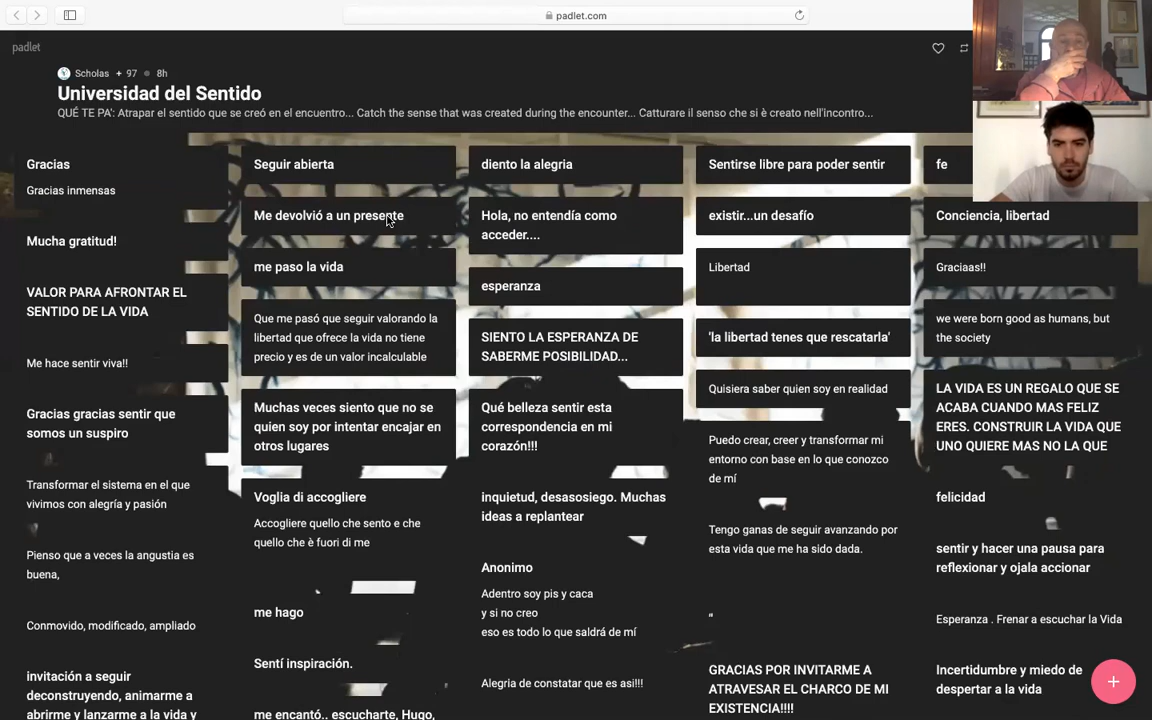 padlet.com
padlet
Scholas + 97 8h
Universidad del Sentido
QUÉ TE PA': Atrapar el sentido que se creó en el encuentro... Catch the sense that was created during the encounter... Catturare il senso che si è creato nell'incontro...
Gracias
Gracias inmensas
Mucha gratitud!
VALOR PARA AFRONTAR EL
SENTIDO DE LA VIDA
Me hace sentir viva!!
Gracias gracias sentir que
somos un suspiro
Transformar el sistema en el que
vivimos con alegría y pasión
Pienso que a veces la angustia es
buena,
Conmovido, modificado, ampliado
invitación a seguir
deconstruyendo, animarme a
abrirme y lanzarme a la vida y
Seguir abierta
Me devolvió a un presente
me paso la vida
Que me pasó que seguir valorando la
libertad que ofrece la vida no tiene
precio y es de un valor incalculable
Muchas veces siento que no se
quien soy por intentar encajar en
otros lugares
Voglia di accogliere
Accogliere quello che sento e che
quello che è fuori di me
me hago
Sentí inspiración.
me encantó.. escucharte, Hugo,
diento la alegria
Hola, no entendía como
acceder....
esperanza
SIENTO LA ESPERANZA DE
SABERME POSIBILIDAD...
Qué belleza sentir esta
correspondencia en mi
corazón!!!
inquietud, desasosiego. Muchas
ideas a replantear
Anonimo
Adentro soy pis y caca
y si no creo
eso es todo lo que saldrá de mí
Alegria de constatar que es asi!!!
Sentirse libre para poder sentir
existir...un desafío
Libertad
'la libertad tenes que rescatarla'
Quisiera saber quien soy en realidad
Puedo crear, creer y transformar mi
entorno con base en lo que conozco
de mí
Tengo ganas de seguir avanzando por
esta vida que me ha sido dada.
"
GRACIAS POR INVITARME A
ATRAVESAR EL CHARCO DE MI
EXISTENCIA!!!!
fe
Conciencia, libertad
Graciaas!!
we were born good as humans, but
the society
LA VIDA ES UN REGALO QUE SE
ACABA CUANDO MAS FELIZ
ERES. CONSTRUIR LA VIDA QUE
UNO QUIERE MAS NO LA QUE
felicidad
sentir y hacer una pausa para
reflexionar y ojala accionar
Esperanza . Frenar a escuchar la Vida
Incertidumbre y miedo de
despertar a la vida